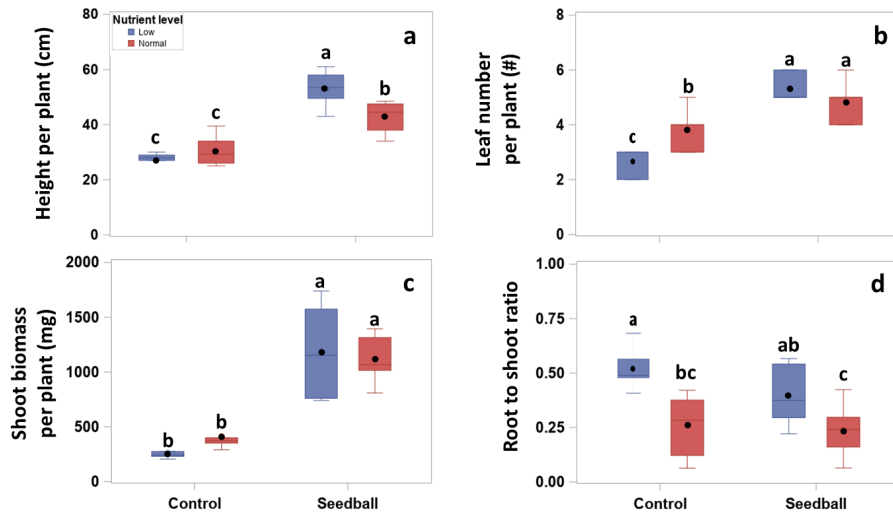 80
60
40
20
0
Height per plant (cm)
Nutrient level
Low
Normal
a
c
c
a
b
8
6
4
2
0
Leaf number
per plant (#)
b
c
b
a
a
2000
1500
1000
500
0
Shoot biomass
per plant (mg)
c
b
b
a
a
Control
Seedball
1.00
0.75
0.50
0.25
0.00
Root to shoot ratio
d
a
bc
ab
c
Control
Seedball